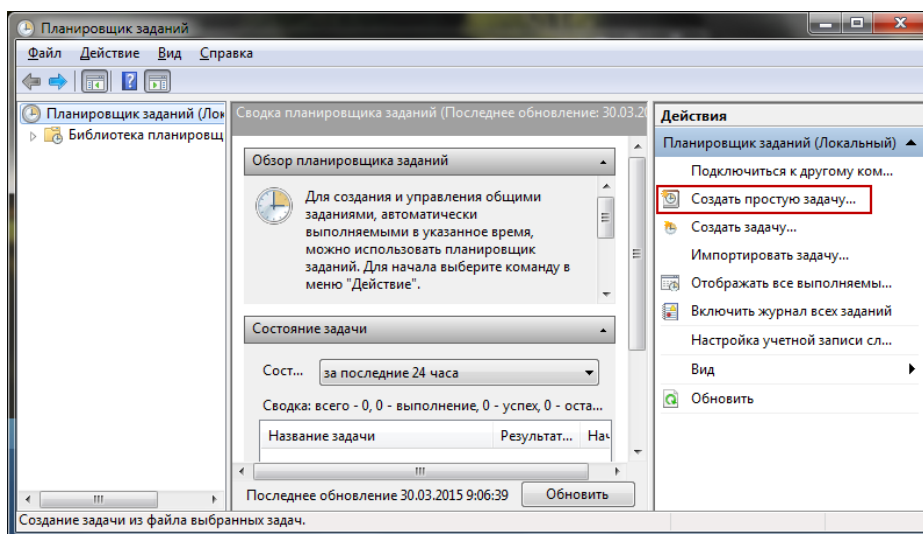 Планировщик заданий
Файл Действие Вид Справка
Планировщик заданий (Лок
Библиотека планировщ
Сводка планировщика заданий (Последнее обновление: 30.03.2
Обзор планировщика заданий
Для создания и управления общими
заданиями, автоматически
выполняемыми в указанное время,
можно использовать планировщик
заданий. Для начала выберите команду в
меню "Действие".
Состояние задачи
Сост... за последние 24 часа
Сводка: всего - 0, 0 - выполнение, 0 - успех, 0 - оста...
Название задачи Результат... Нач
Последнее обновление 30.03.2015 9:06:39 Обновить
Действия
Планировщик заданий (Локальный)
Подключиться к другому ком...
Создать простую задачу...
Создать задачу...
Импортировать задачу...
Отображать все выполняемы...
Включить журнал всех заданий
Настройка учетной записи сл...
Вид
Обновить
Создание задачи из файла выбранных задач.